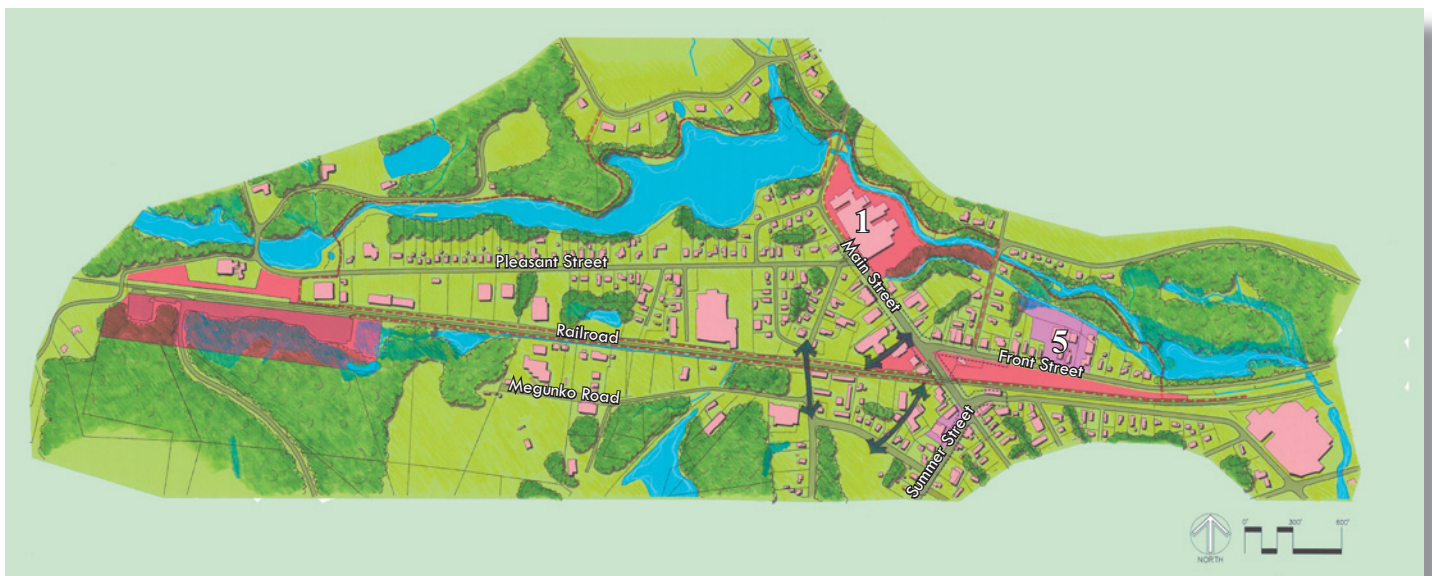 1
Main Street
Pleasant Street
Railroad
5
Front Street
Megunko Road
Summer Street
0'
300'
600'
NORTH